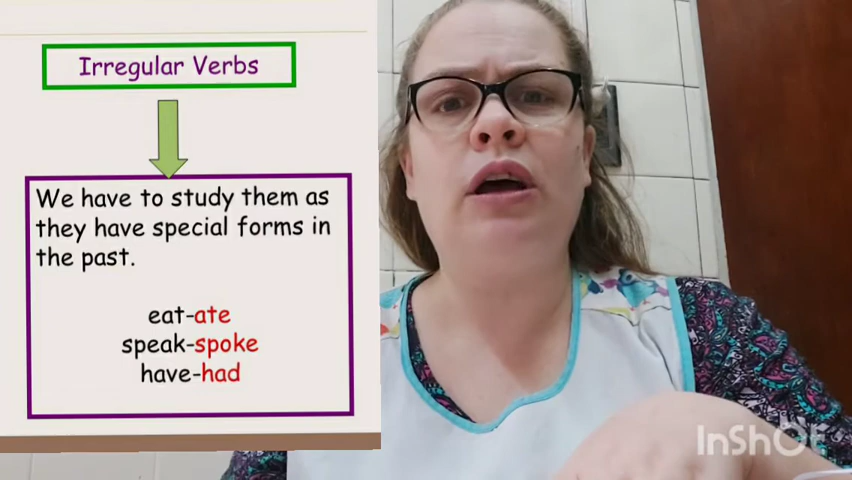 Irregular Verbs
We have to study them as
they have special forms in
the past.
eat-ate
speak-spoke
have-had
InShOt